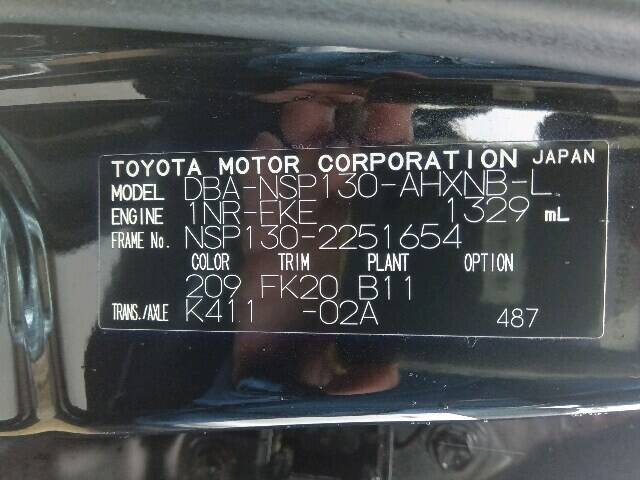 TOYOTA MOTOR CORPORATION JAPAN
MODEL DBA-NSP130-AHXNB-L
ENGINE 1NR-FKE 1329 mL
FRAME No. NSP130-2251654
COLOR TRIM PLANT OPTION
209 FK20 B11
TRANS./AXLE K411 -02A 487